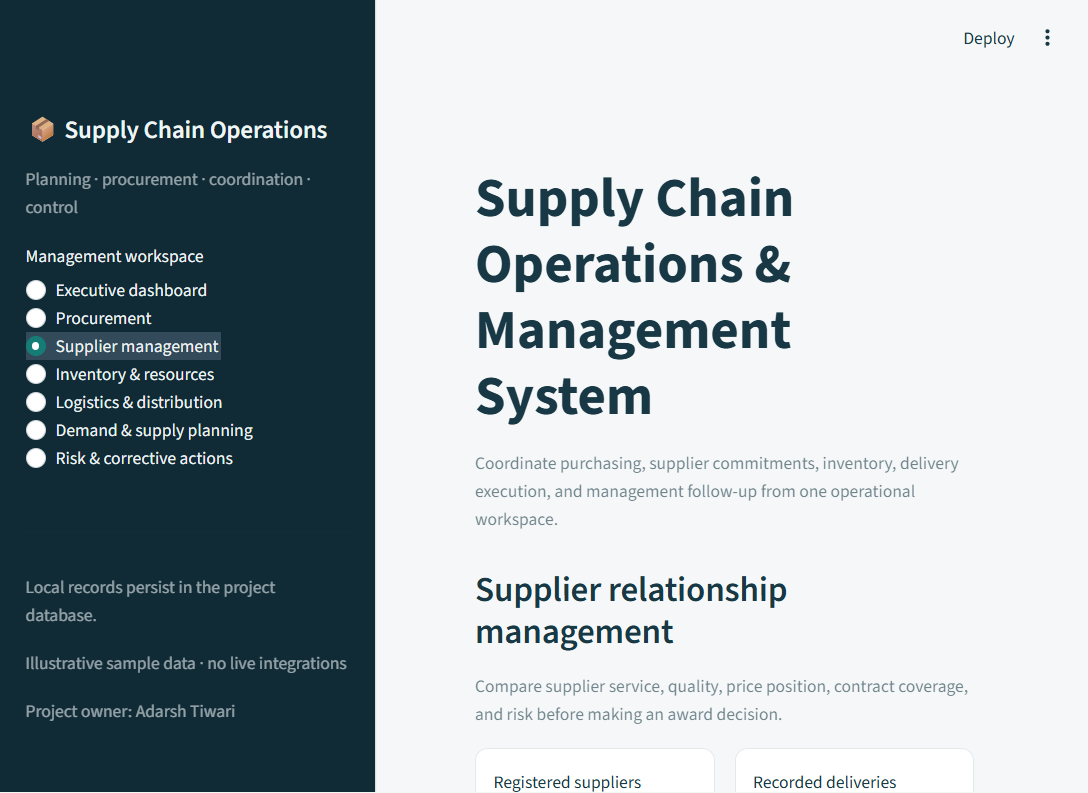 Deploy
📦 Supply Chain Operations
Planning · procurement · coordination ·
control
Management workspace
Executive dashboard
Procurement
Supplier management
Inventory & resources
Logistics & distribution
Demand & supply planning
Risk & corrective actions
Local records persist in the project
database.
Illustrative sample data · no live integrations
Project owner: Adarsh Tiwari
Supply Chain
Operations &
Management
System
Coordinate purchasing, supplier commitments, inventory, delivery
execution, and management follow-up from one operational
workspace.
Supplier relationship
management
Compare supplier service, quality, price position, contract coverage,
and risk before making an award decision.
Registered suppliers
Recorded deliveries